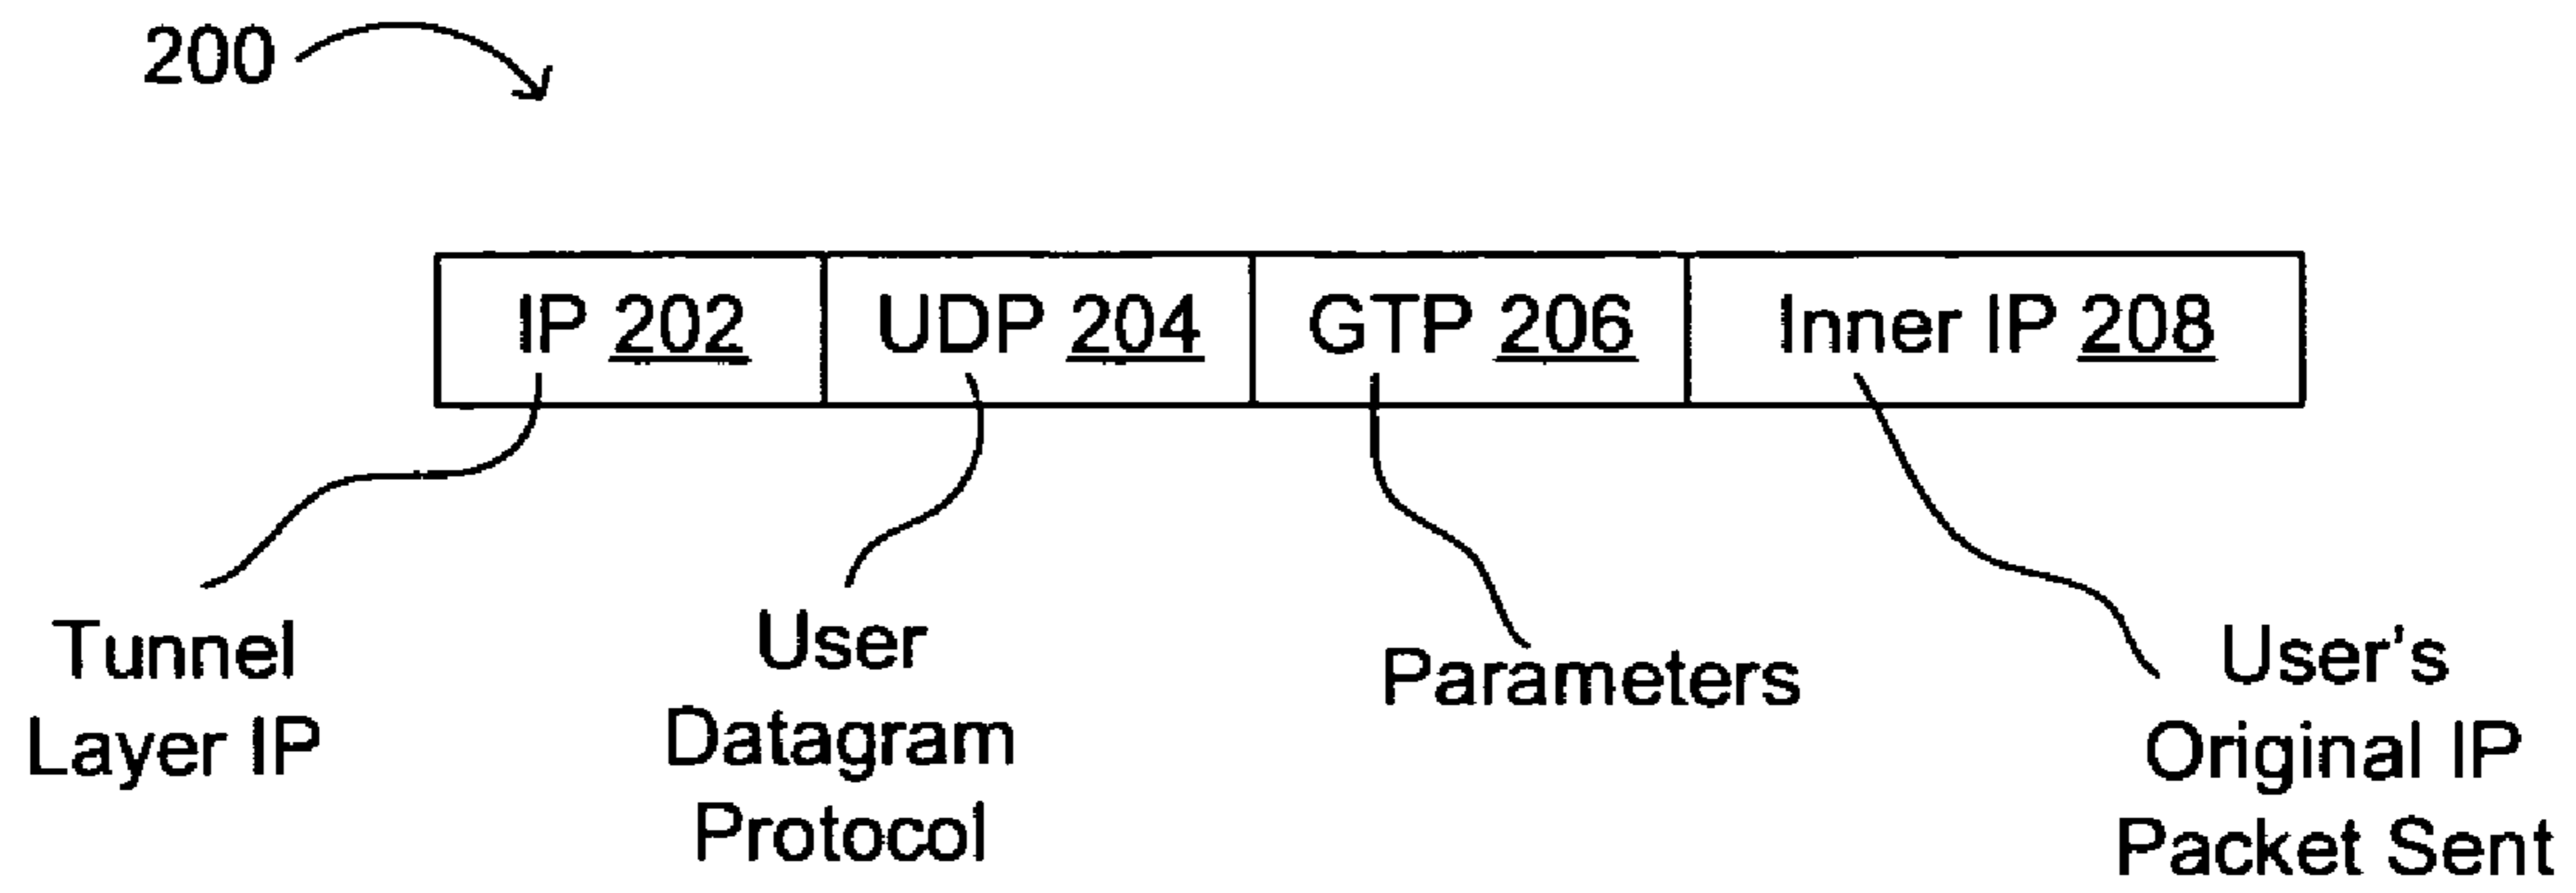 200
IP 202
UDP 204
GTP 206
Inner IP 208
Tunnel
Layer IP
User
Datagram
Protocol
Parameters
User's
Original IP
Packet Sent